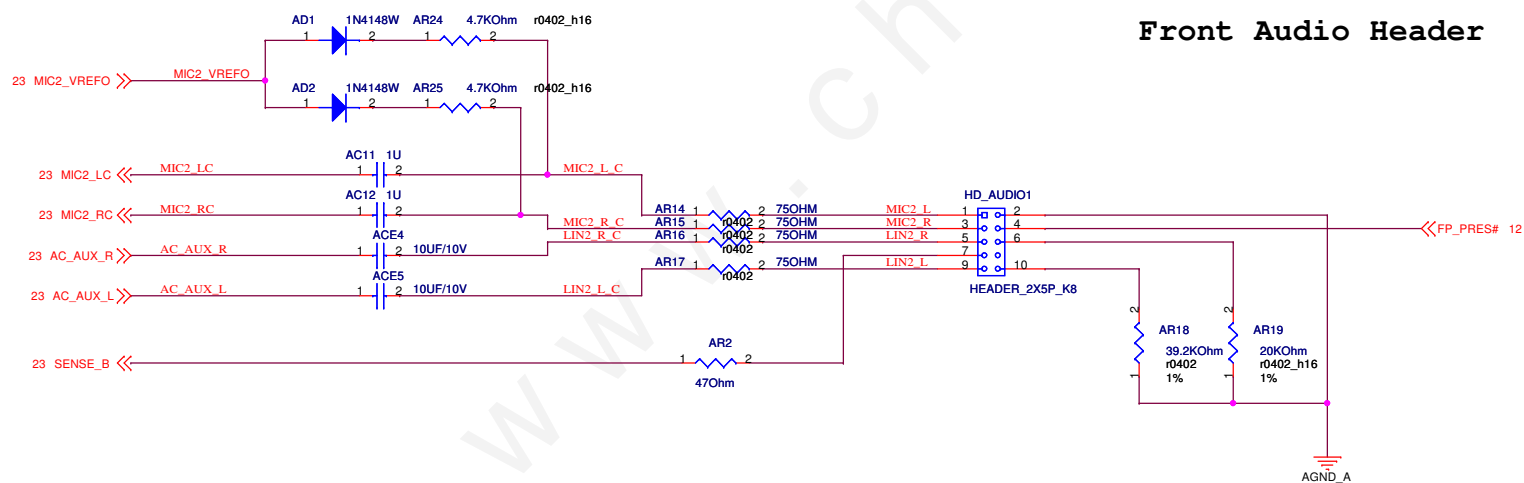 Front Audio Header
AD1 1N4148W AR24 4.7KOhm r0402_h16
1 2 1 2
23 MIC2_VREFO MIC2_VREFO
AD2 1N4148W AR25 4.7KOhm r0402_h16
1 2 1 2
AC11 1U
23 MIC2_LC MIC2_LC 1 2 MIC2_L_C
AC12 1U HD_AUDIO1
23 MIC2_RC MIC2_RC 1 2 AR14 1 2 75OHM MIC2_L 1 2
MIC2_R_C AR15 1 r0402 2 75OHM MIC2_R 3 4 FP_PRES# 12
ACE4 LIN2_R_C AR16 1 r0402 2 75OHM LIN2_R 5 6
23 AC_AUX_R AC_AUX_R 1 2 10UF/10V r0402 7
ACE5 AR17 1 2 75OHM LIN2_L 9 10
r0402
23 AC_AUX_L AC_AUX_L 1 2 10UF/10V LIN2_L_C HEADER_2X5P_K8
2 AR18 2 AR19
39.2KOhm 20KOhm
r0402 r0402_h16
1 1% 1 1%
AR2
23 SENSE_B 1 2
47Ohm
AGND_A
w w w . c h